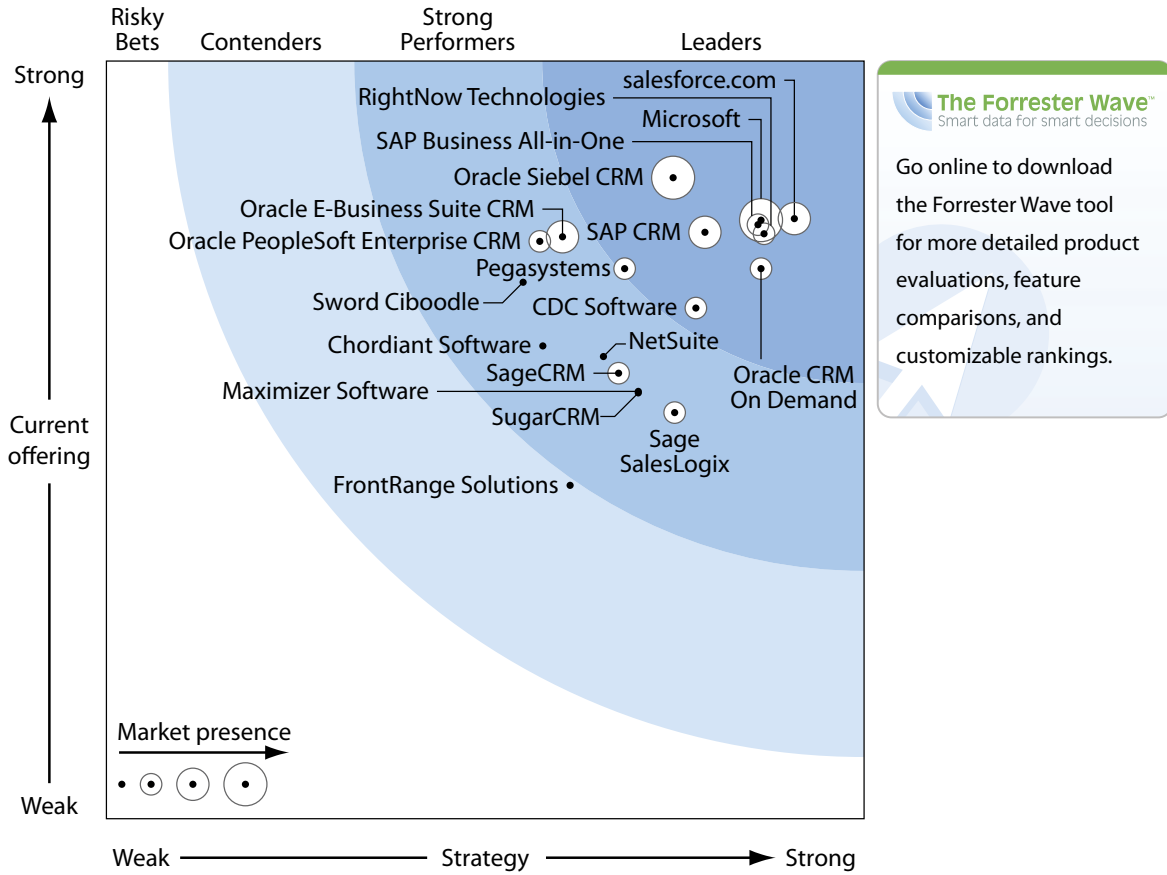 Risky
Bets
Contenders
Strong
Performers
Leaders
Strong
Current
offering
Weak
salesforce.com
RightNow Technologies
Microsoft
SAP Business All-in-One
Oracle Siebel CRM
Oracle E-Business Suite CRM
SAP CRM
Oracle PeopleSoft Enterprise CRM
Pegasystems
Sword Ciboodle
CDC Software
NetSuite
Chordiant Software
SageCRM
Oracle CRM
On Demand
Maximizer Software
SugarCRM
Sage
SalesLogix
FrontRange Solutions
Market presence
Weak
Strategy
Strong
The Forrester Wave™
Smart data for smart decisions
Go online to download
the Forrester Wave tool
for more detailed product
evaluations, feature
comparisons, and
customizable rankings.